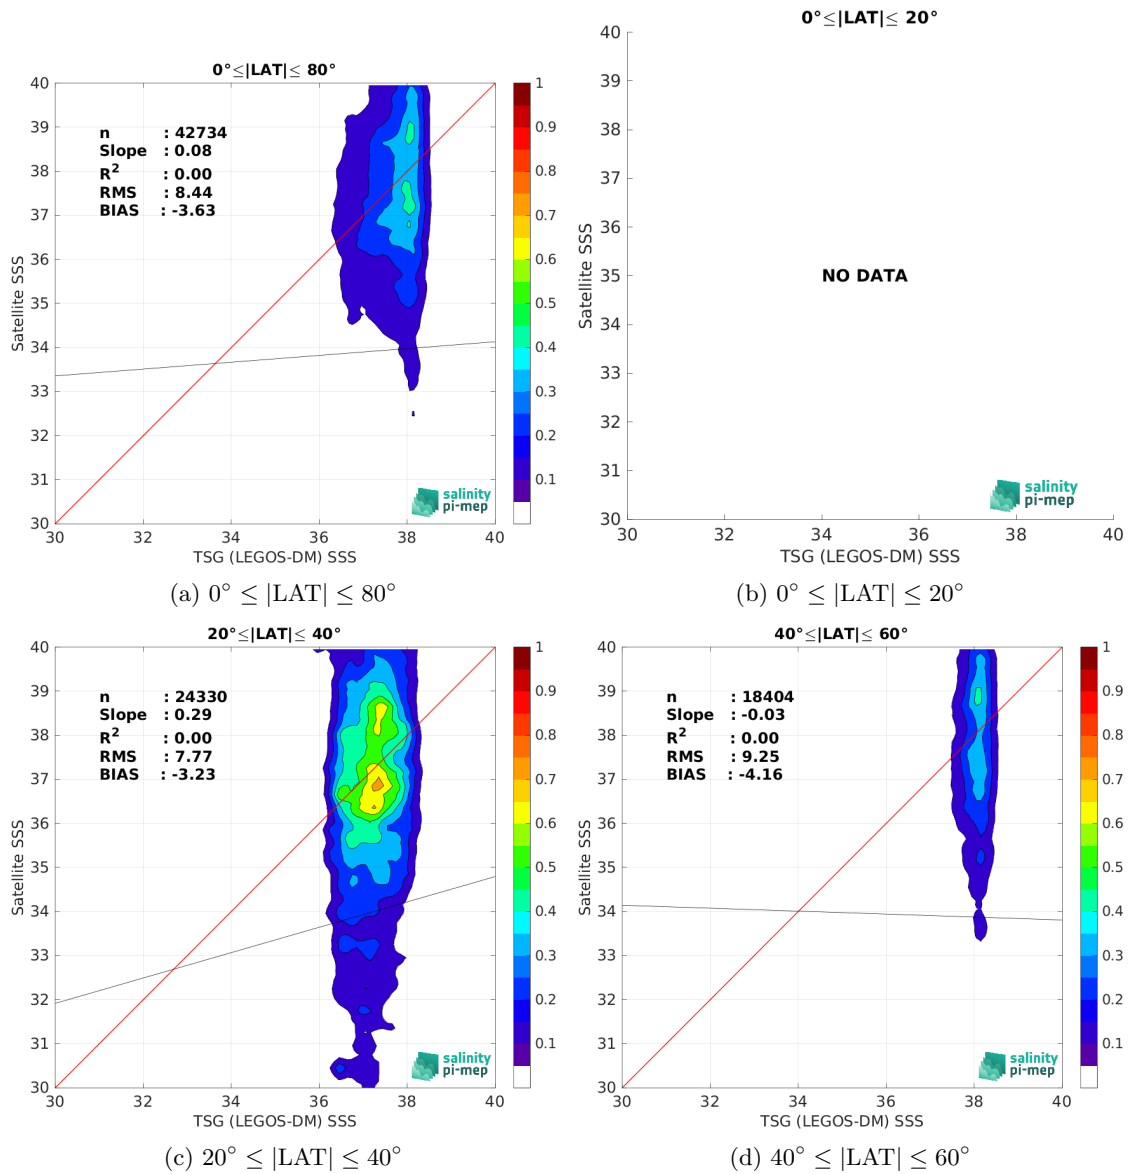 0°≤|LAT|≤ 80°
40
39
38
37
36
35
34
33
32
31
30
Satellite SSS
n : 42734
Slope : 0.08
R² : 0.00
RMS : 8.44
BIAS : -3.63
30 32 34 36 38 40
TSG (LEGOS-DM) SSS
1
0.9
0.8
0.7
0.6
0.5
0.4
0.3
0.2
0.1
salinity
pi-mep
(a) 0° ≤ |LAT| ≤ 80°
0°≤|LAT|≤ 20°
40
39
38
37
36
35
34
33
32
31
30
Satellite SSS
NO DATA
30 32 34 36 38 40
TSG (LEGOS-DM) SSS
salinity
pi-mep
(b) 0° ≤ |LAT| ≤ 20°
20°≤|LAT|≤ 40°
40
39
38
37
36
35
34
33
32
31
30
Satellite SSS
n : 24330
Slope : 0.29
R² : 0.00
RMS : 7.77
BIAS : -3.23
30 32 34 36 38 40
TSG (LEGOS-DM) SSS
1
0.9
0.8
0.7
0.6
0.5
0.4
0.3
0.2
0.1
salinity
pi-mep
(c) 20° ≤ |LAT| ≤ 40°
40°≤|LAT|≤ 60°
40
39
38
37
36
35
34
33
32
31
30
Satellite SSS
n : 18404
Slope : -0.03
R² : 0.00
RMS : 9.25
BIAS : -4.16
30 32 34 36 38 40
TSG (LEGOS-DM) SSS
1
0.9
0.8
0.7
0.6
0.5
0.4
0.3
0.2
0.1
salinity
pi-mep
(d) 40° ≤ |LAT| ≤ 60°